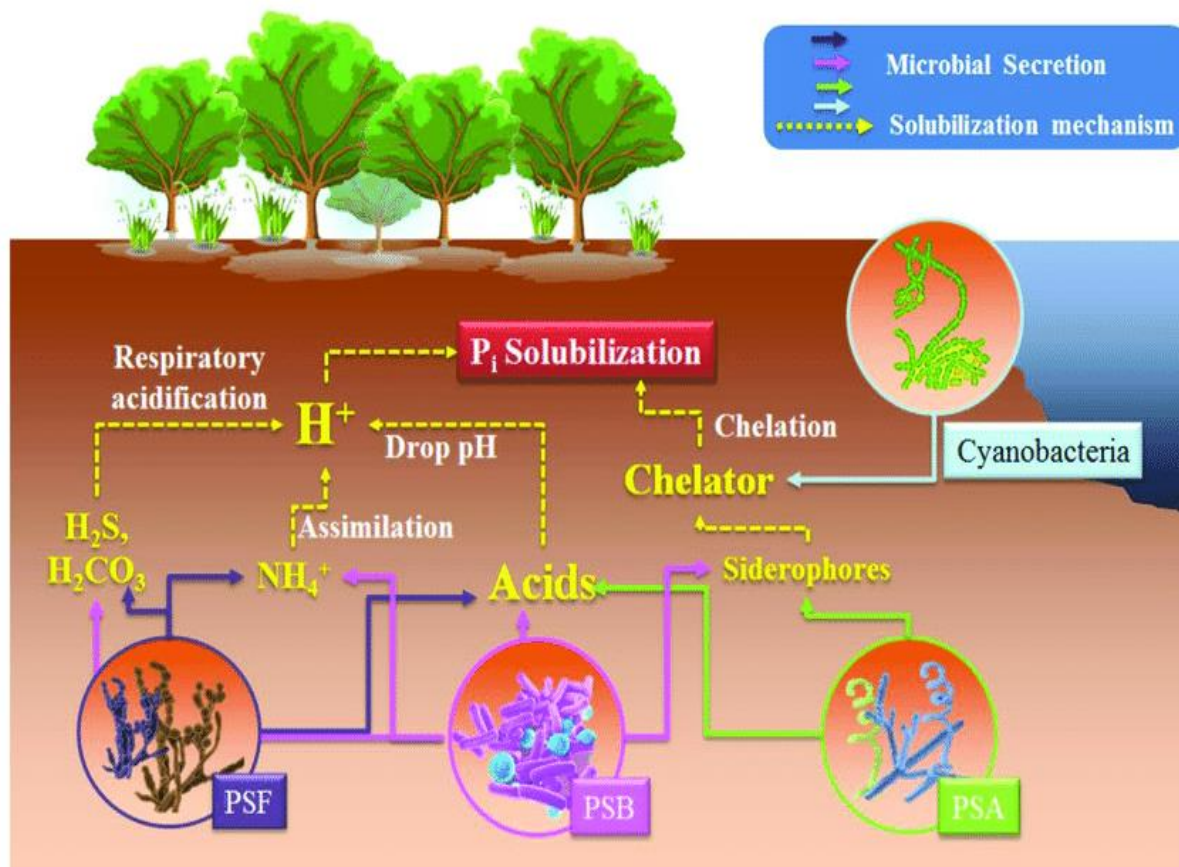 Microbial Secretion
Solubilization mechanism
Respiratory
acidification
Pᵢ Solubilization
H⁺
Drop pH
Chelation
Cyanobacteria
Chelator
H₂S,
H₂CO₃
Assimilation
NH₄⁺
Acids
Siderophores
PSF
PSB
PSA